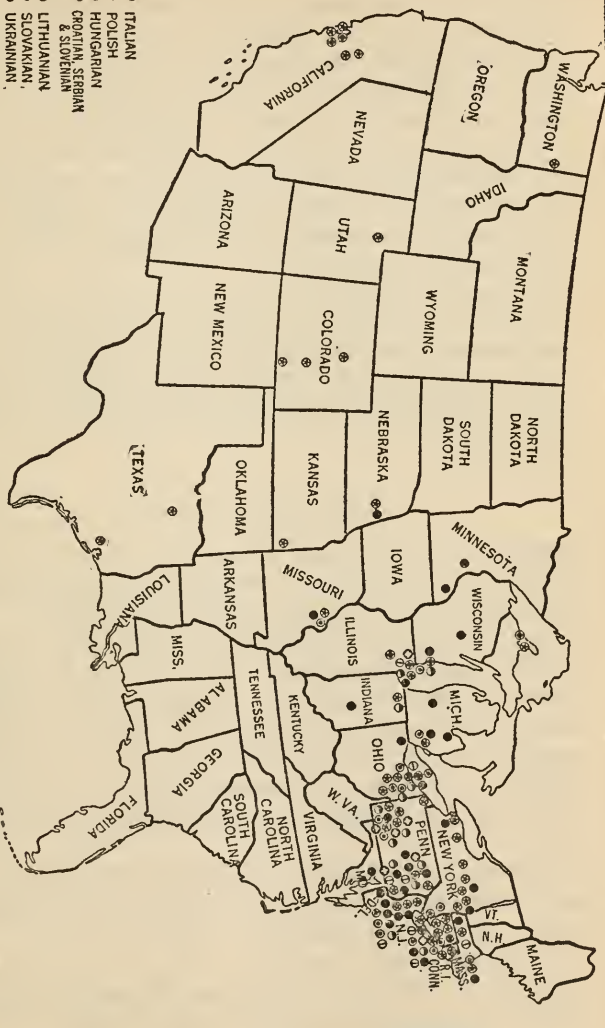 WASHINGTON
OREGON
CALIFORNIA
NEVADA
IDAHO
MONTANA
WYOMING
UTAH
ARIZONA
COLORADO
NEW MEXICO
NORTH
DAKOTA
SOUTH
DAKOTA
NEBRASKA
KANSAS
OKLAHOMA
TEXAS
MINNESOTA
IOWA
MISSOURI
ARKANSAS
LOUISIANA
WISCONSIN
ILLINOIS
MICH.
INDIANA
OHIO
KENTUCKY
TENNESSEE
MISS.
ALABAMA
GEORGIA
FLORIDA
SOUTH
CAROLINA
NORTH
CAROLINA
VIRGINIA
W. VA.
PENN
NEW YORK
VT.
N.H.
MAINE
MASS.
R.I.
CONN.
N.J.
ITALIAN
POLISH
HUNGARIAN
CROATIAN, SERBIAN
& SLOVENIAN
LITHUANIAN
SLOVAKIAN,
UKRAINIAN,